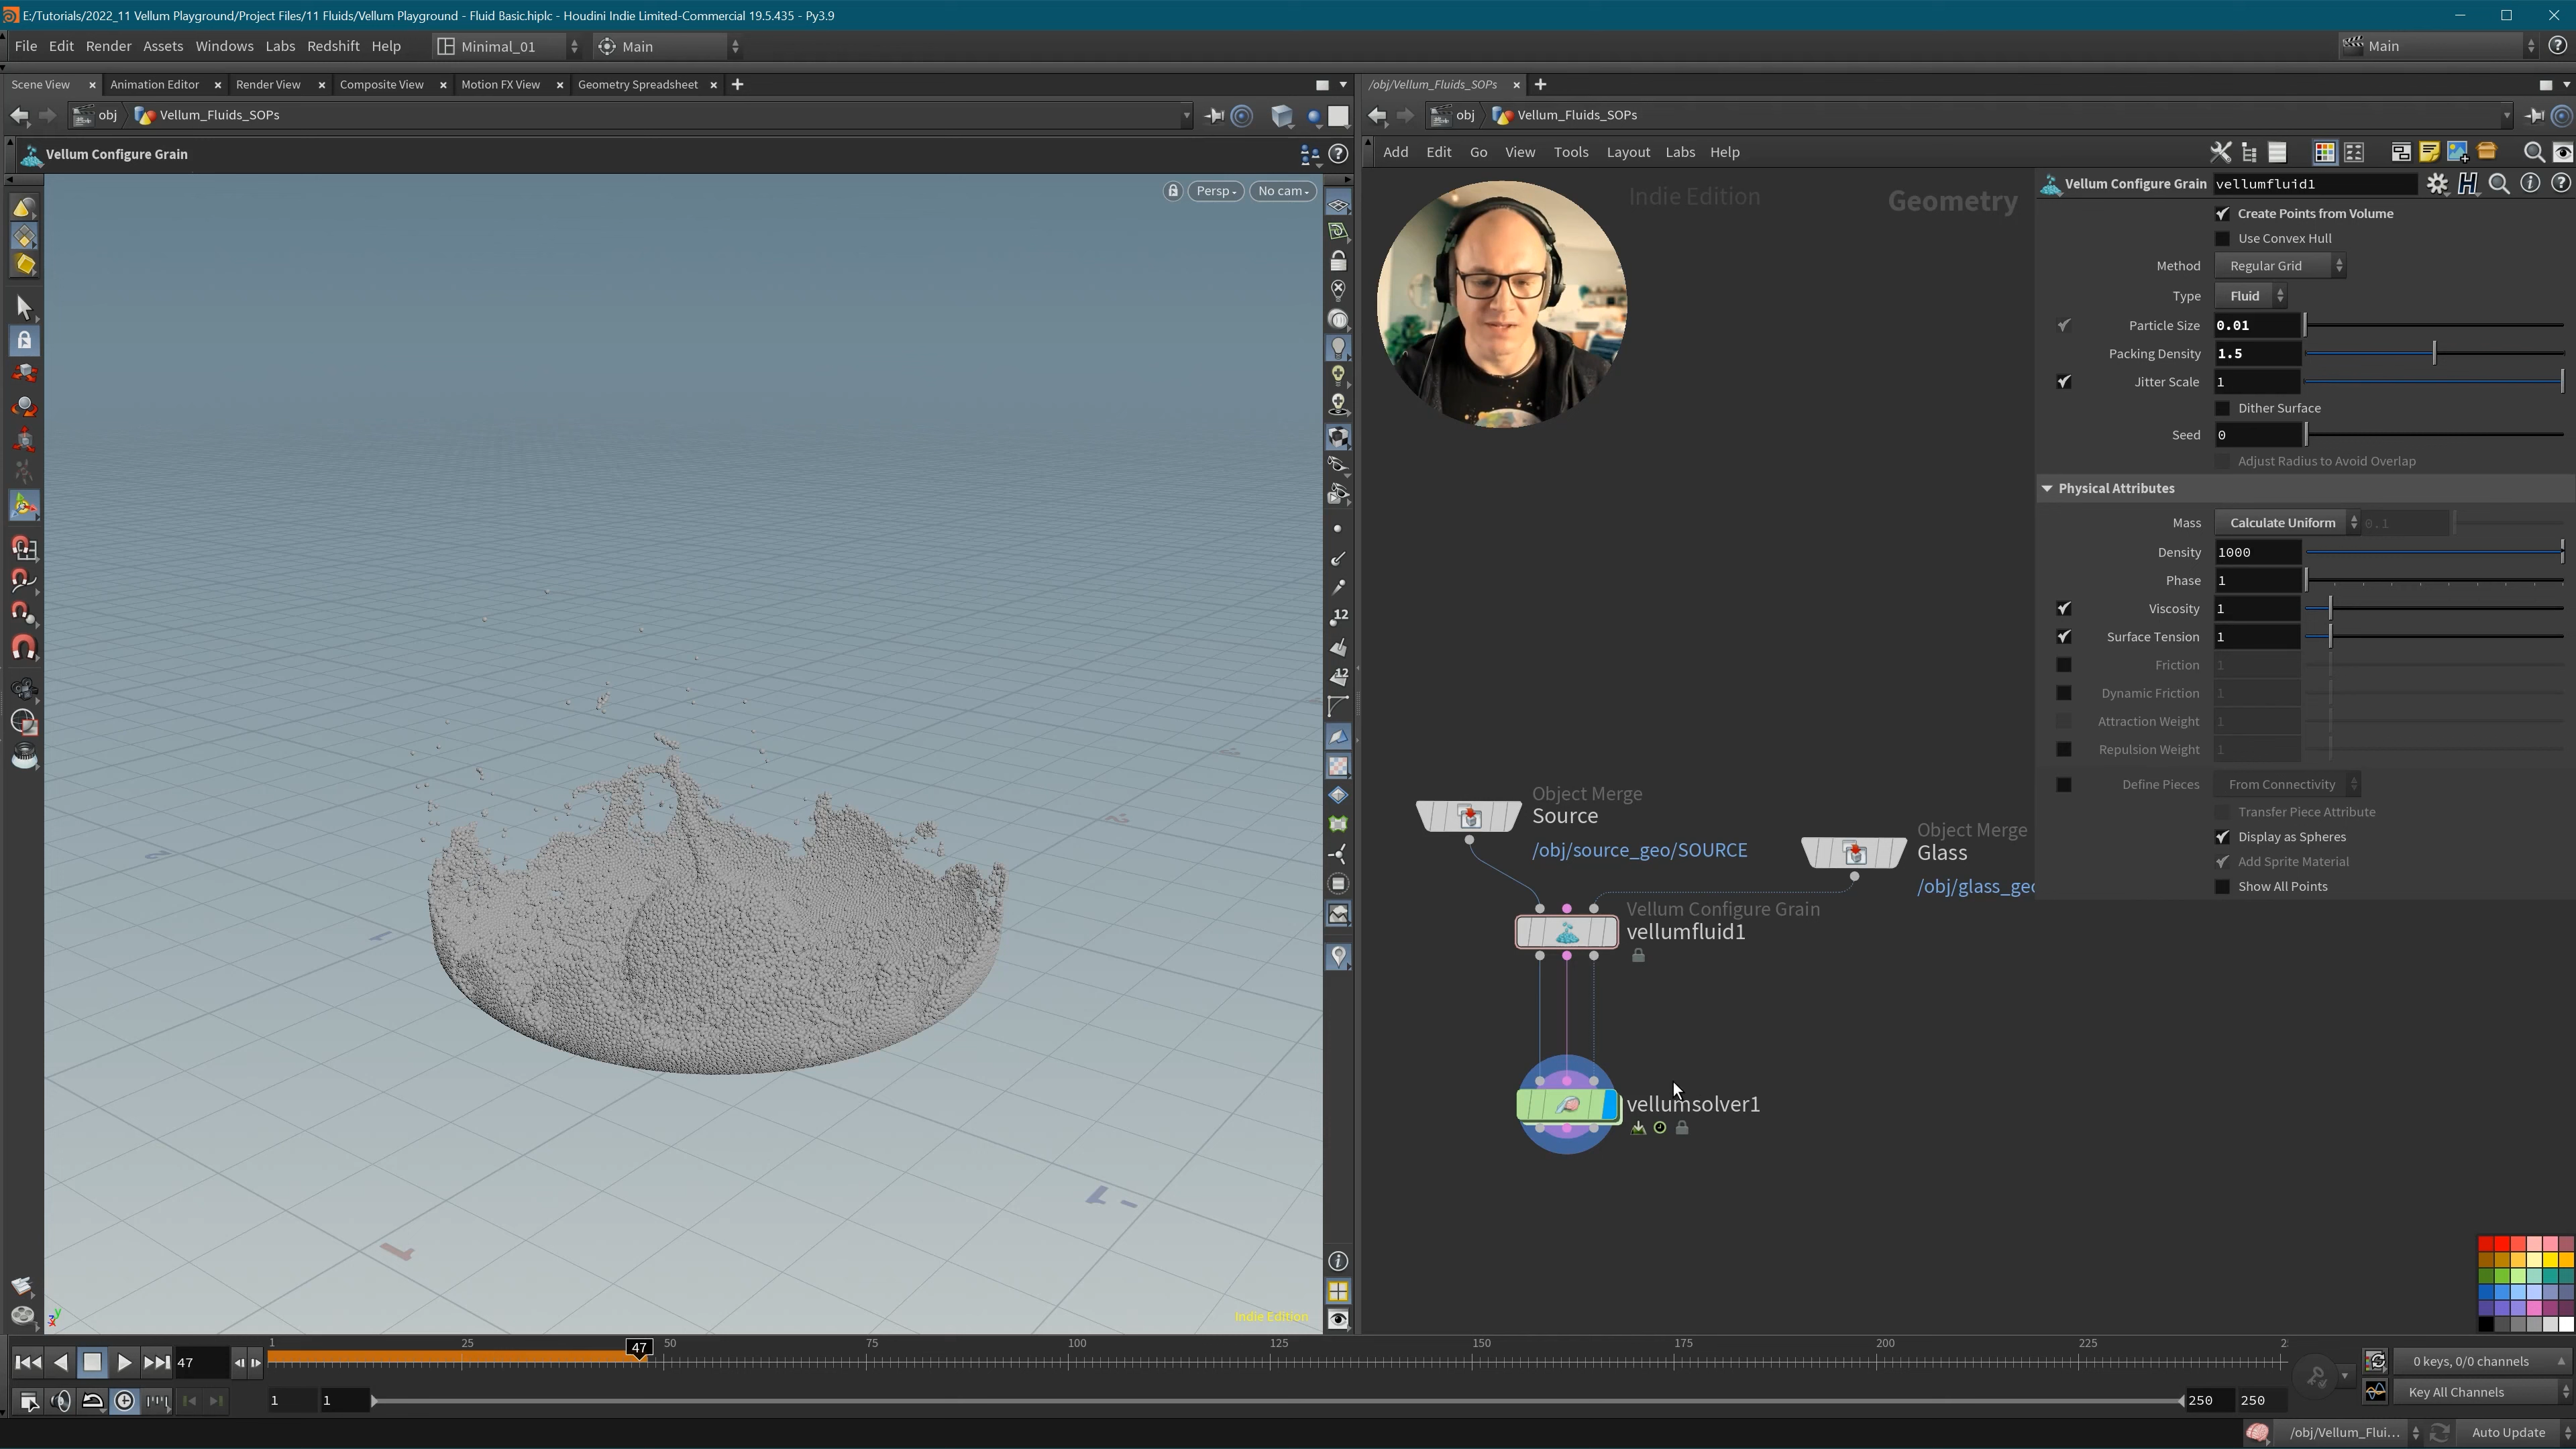 E:/Tutorials/2022_11 Vellum Playground/Project Files/11 Fluids/Vellum Playground - Fluid Basic.hiplc - Houdini Indie Limited-Commercial 19.5.435 - Py3.9
File Edit Render Assets Windows Labs Redshift Help Minimal_01 Main Main
Scene View Animation Editor Render View Composite View Motion FX View Geometry Spreadsheet
/obj/Vellum_Fluids_SOPs
obj Vellum_Fluids_SOPs
obj Vellum_Fluids_SOPs
Vellum Configure Grain
Add Edit Go View Tools Layout Labs Help
Persp No cam
Indie Edition Geometry
Vellum Configure Grain vellumfluid1
Create Points from Volume
Use Convex Hull
Method Regular Grid
Type Fluid
Particle Size 0.01
Packing Density 1.5
Jitter Scale 1
Dither Surface
Seed 0
Adjust Radius to Avoid Overlap
Physical Attributes
Mass Calculate Uniform 0.1
Density 1000
Phase 1
Viscosity 1
Surface Tension 1
Friction 1
Dynamic Friction 1
Attraction Weight 1
Repulsion Weight 1
Define Pieces From Connectivity
Transfer Piece Attribute
Display as Spheres
Add Sprite Material
Show All Points
12
12
Object Merge
Source
/obj/source_geo/SOURCE
Object Merge
Glass
/obj/glass_geo
Vellum Configure Grain
vellumfluid1
vellumsolver1
Indie Edition
47
1 25 47 50 75 100 125 150 175 200 225 2
0 keys, 0/0 channels
1 1 250 250
Key All Channels
/obj/Vellum_Flui... Auto Update